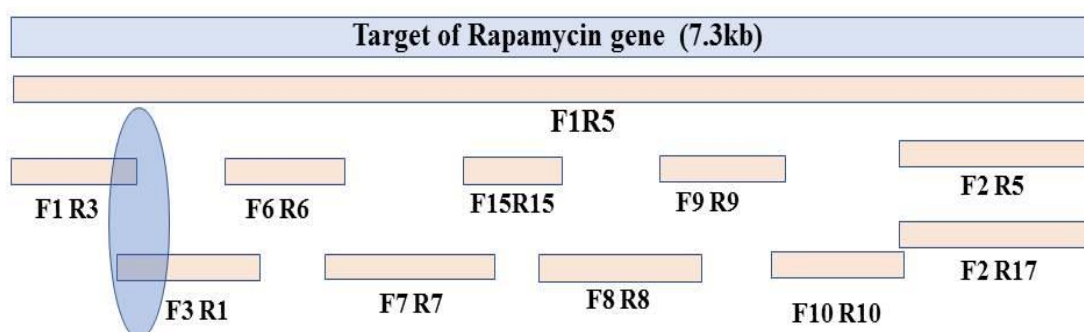 Target of Rapamycin gene (7.3kb)
F1R5
F1 R3
F6 R6
F15R15
F9 R9
F2 R5
F3 R1
F7 R7
F8 R8
F10 R10
F2 R17